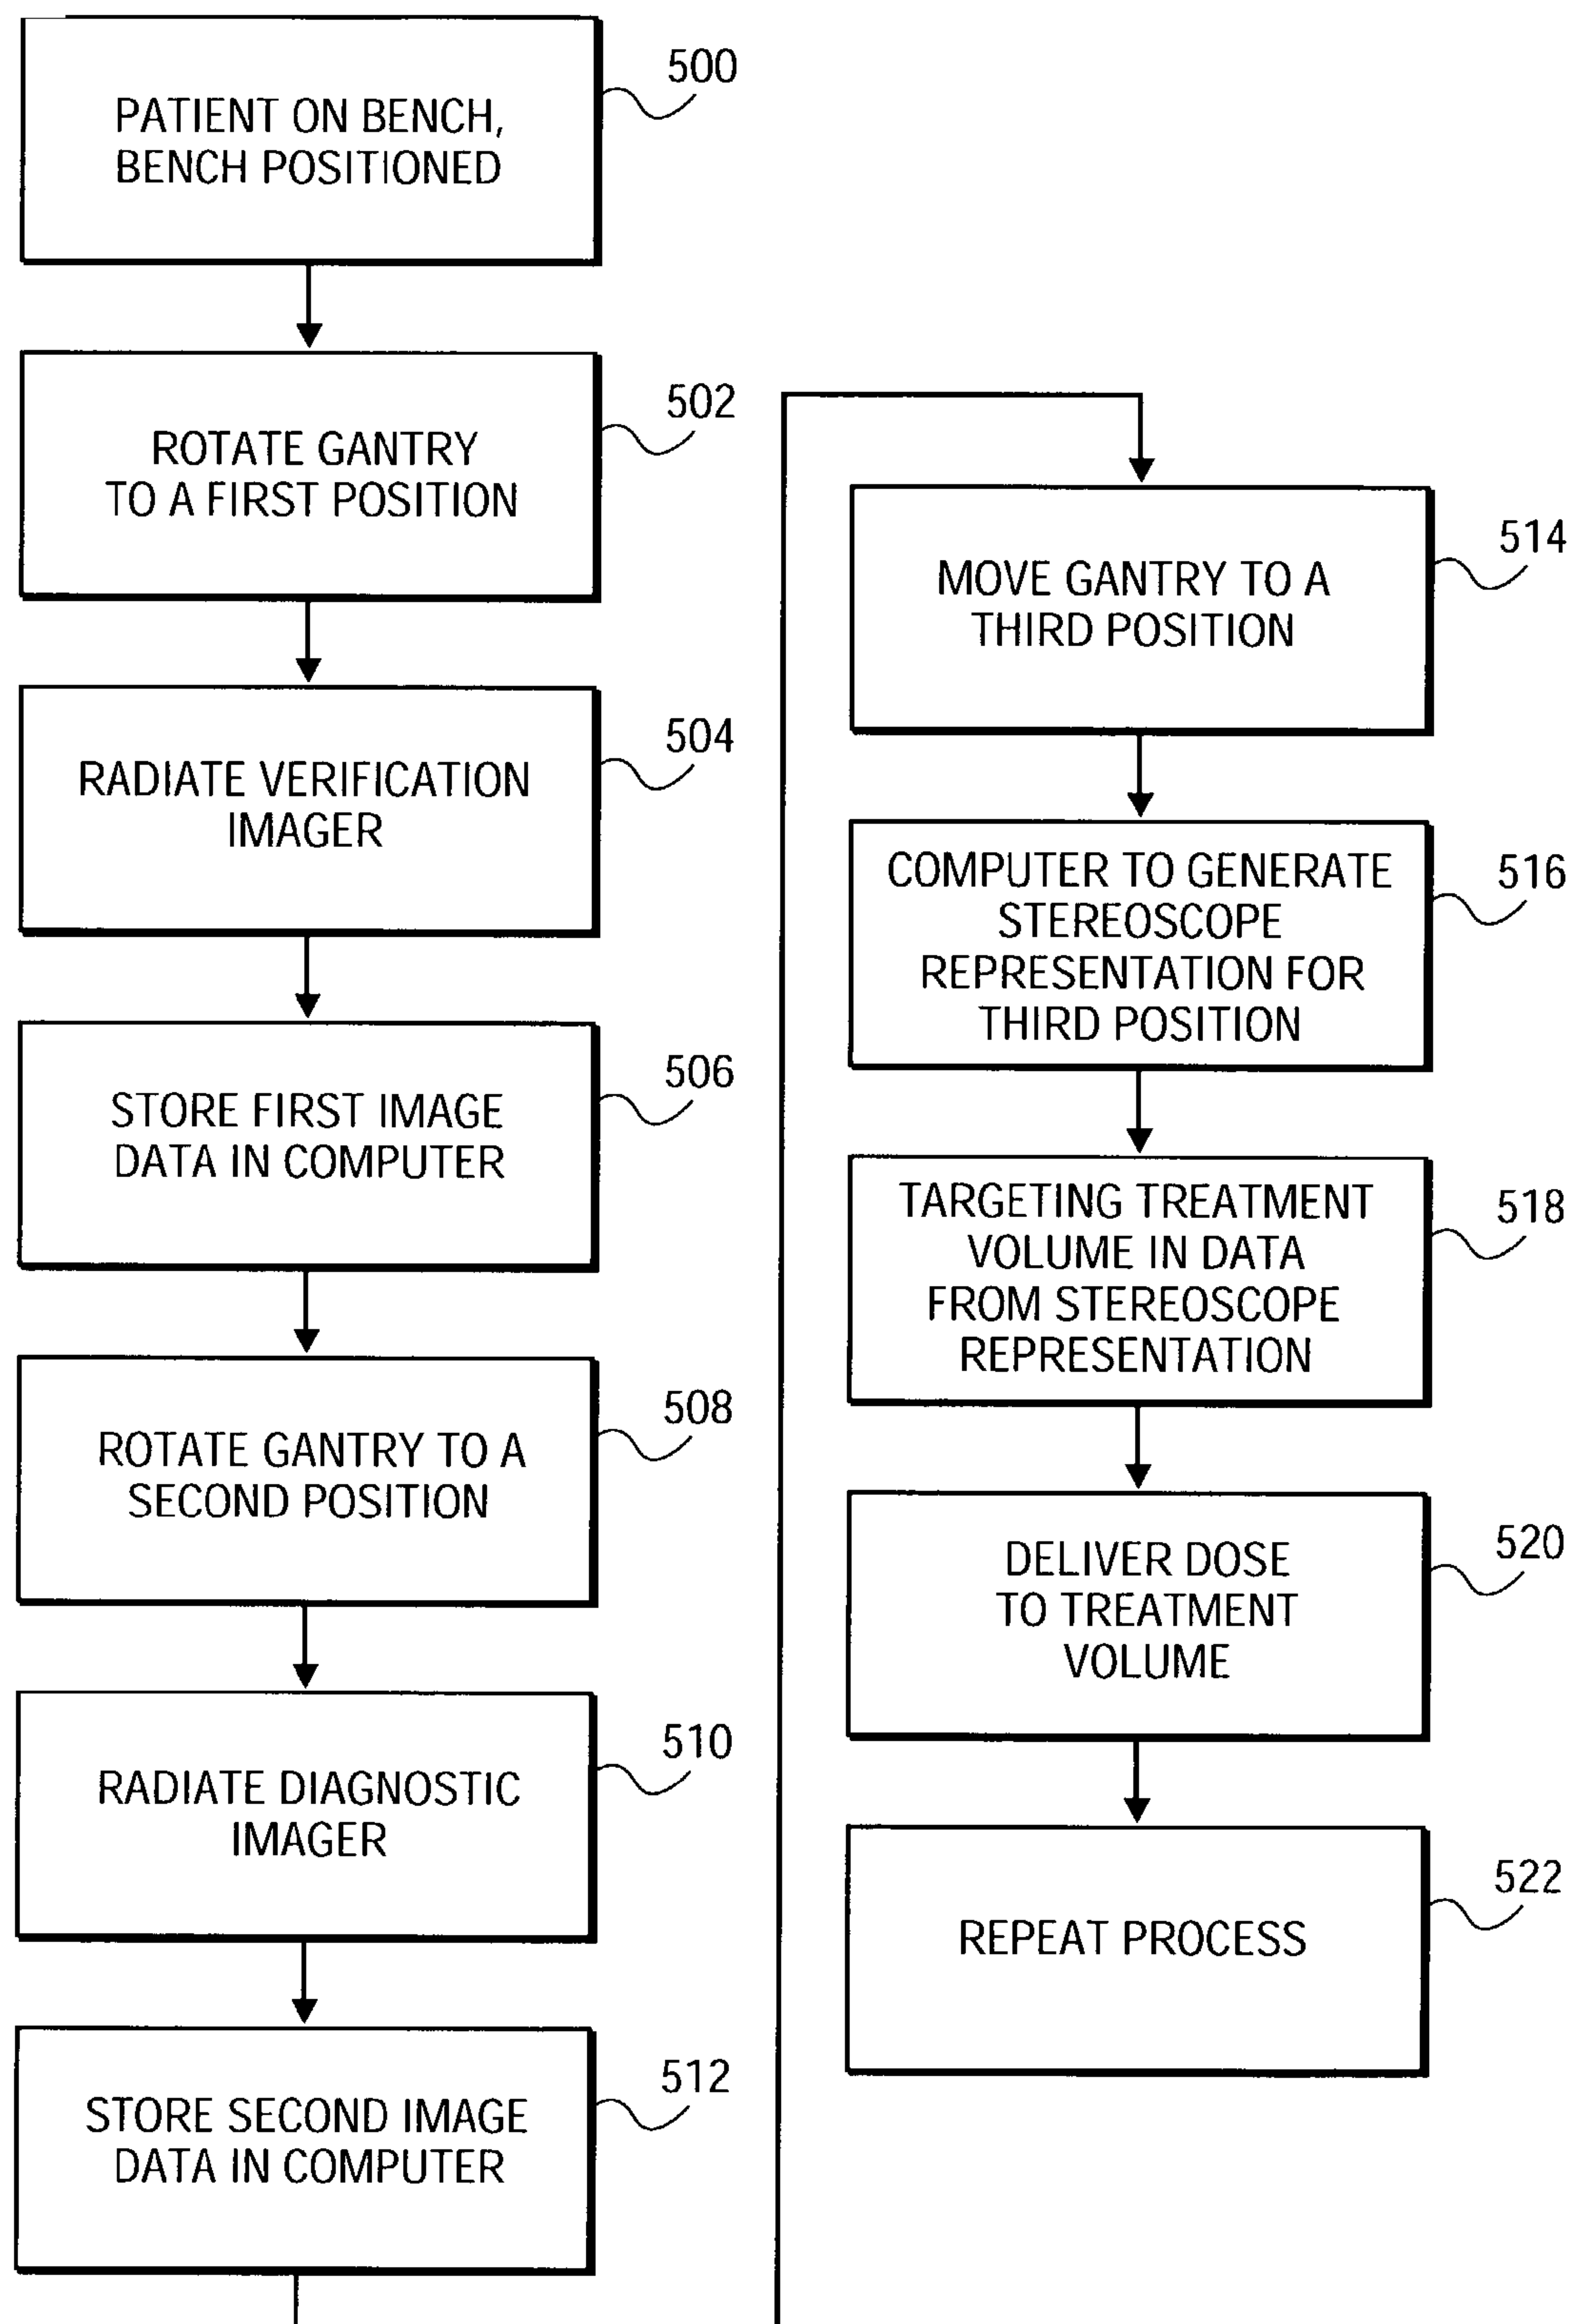 PATIENT ON BENCH,
BENCH POSITIONED
500
ROTATE GANTRY
TO A FIRST POSITION
502
RADIATE VERIFICATION
IMAGER
504
STORE FIRST IMAGE
DATA IN COMPUTER
506
ROTATE GANTRY TO A
SECOND POSITION
508
RADIATE DIAGNOSTIC
IMAGER
510
STORE SECOND IMAGE
DATA IN COMPUTER
512
MOVE GANTRY TO A
THIRD POSITION
514
COMPUTER TO GENERATE
STEREOSCOPE
REPRESENTATION FOR
THIRD POSITION
516
TARGETING TREATMENT
VOLUME IN DATA
FROM STEREOSCOPE
REPRESENTATION
518
DELIVER DOSE
TO TREATMENT
VOLUME
520
REPEAT PROCESS
522